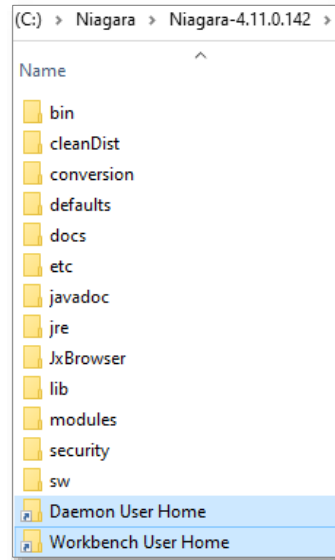 (C:) > Niagara > Niagara-4.11.0.142 >
Name
bin
cleanDist
conversion
defaults
docs
etc
javadoc
jre
JxBrowser
lib
modules
security
sw
Daemon User Home
Workbench User Home